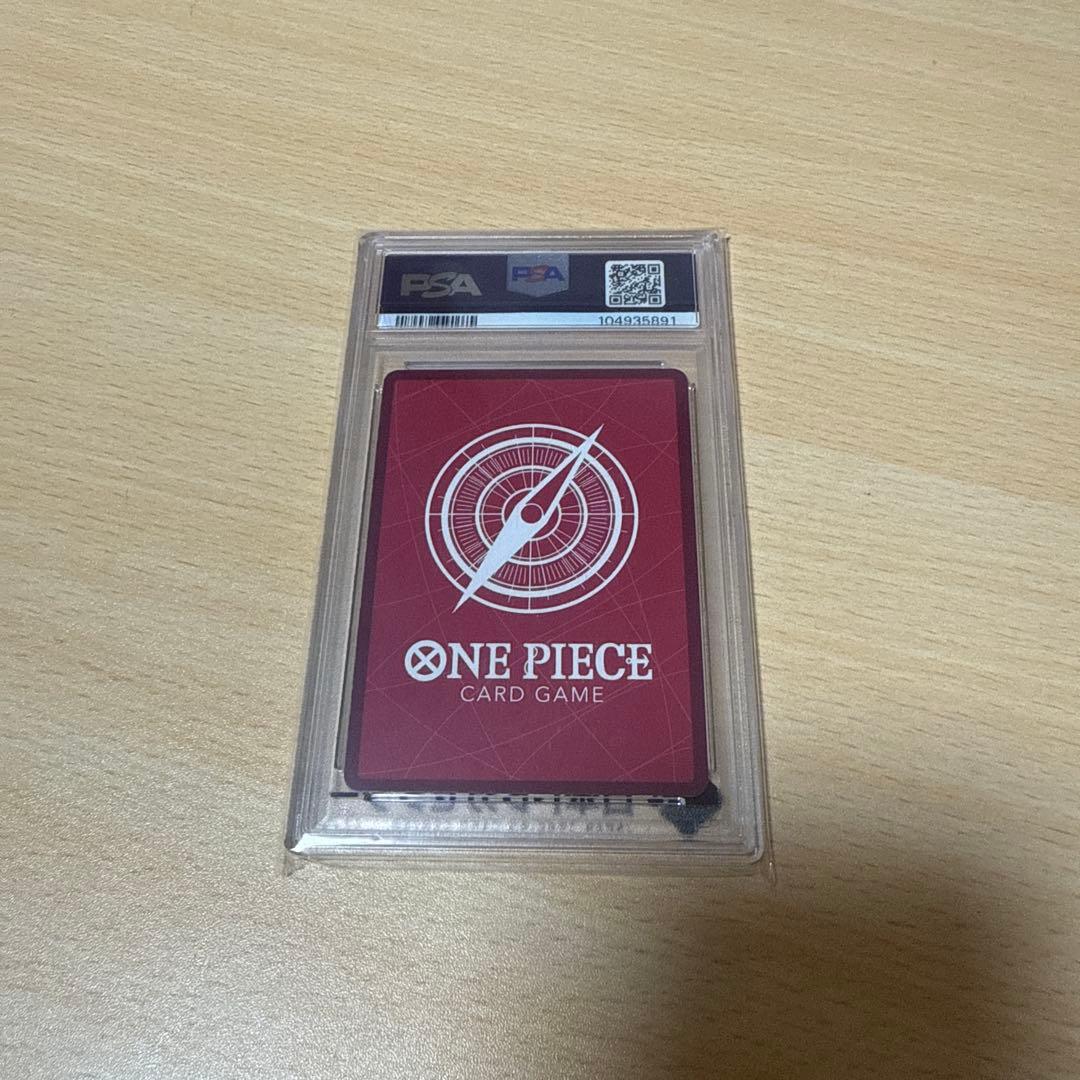 PSA
PSA
104935891
ONE PIECE
CARD GAME